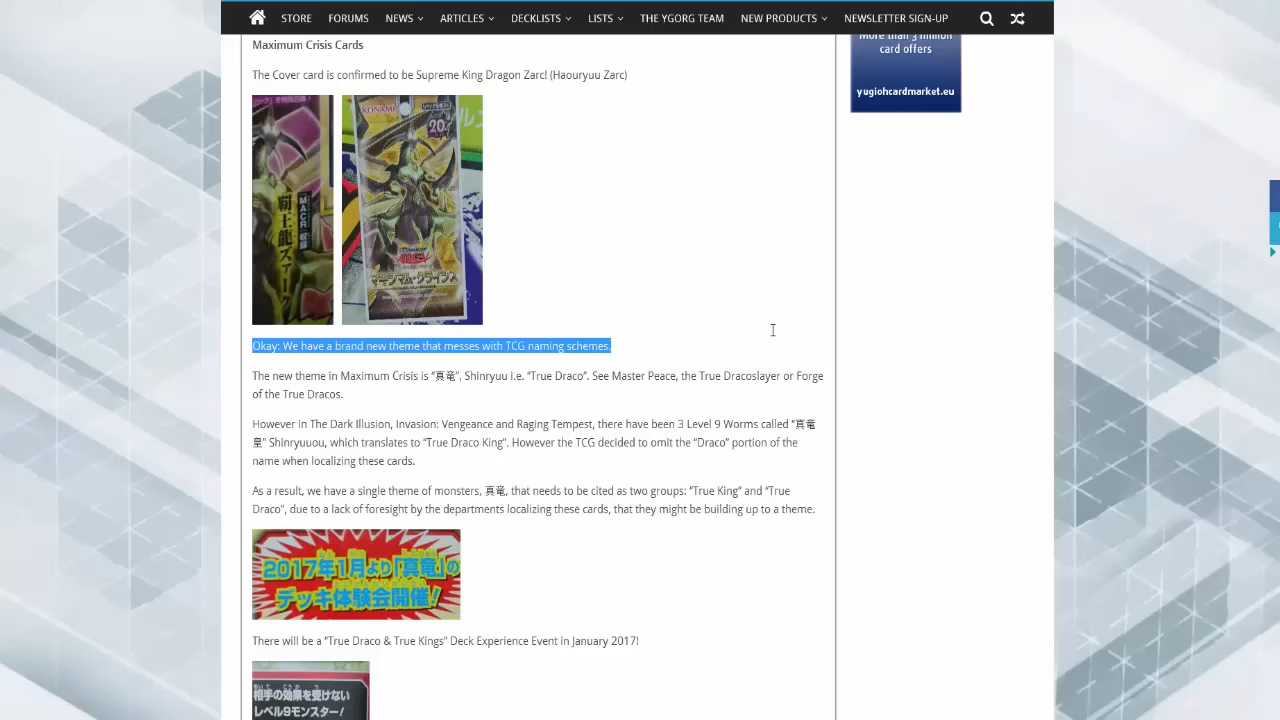 STORE FORUMS NEWS ARTICLES DECKLISTS LISTS THE YGORG TEAM NEW PRODUCTS NEWSLETTER SIGN-UP
More than 3 million
card offers
yugiohcardmarket.eu
Maximum Crisis Cards
The Cover card is confirmed to be Supreme King Dragon Zarc! (Haouryuu Zarc)
MACR 収録
覇王龍ズァーク
KONAMI
20
マキシマム・クライシス
Okay: We have a brand new theme that messes with TCG naming schemes.
The new theme in Maximum Crisis is “真竜”, Shinryuu i.e. “True Draco”. See Master Peace, the True Dracoslayer or Forge
of the True Dracos.
However in The Dark Illusion, Invasion: Vengeance and Raging Tempest, there have been 3 Level 9 Worms called “真竜
皇” Shinryuuou, which translates to “True Draco King”. However the TCG decided to omit the “Draco” portion of the
name when localizing these cards.
As a result, we have a single theme of monsters, 真竜, that needs to be cited as two groups: “True King” and “True
Draco”, due to a lack of foresight by the departments localizing these cards, that they might be building up to a theme.
2017年1月より「真竜」の
デッキ体験会開催!
There will be a “True Draco & True Kings” Deck Experience Event in January 2017!
相手の効果を受けない
レベル9モンスター!